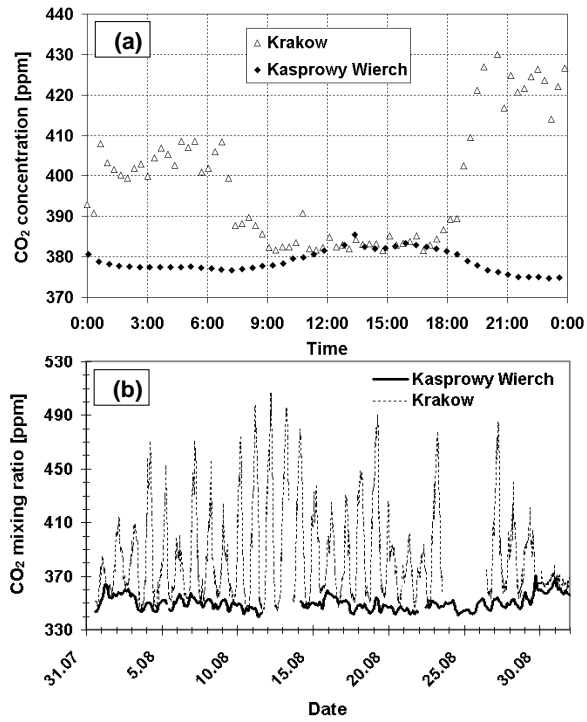 (a)
Krakow
Kasprowy Wierch
CO₂ concentration [ppm]
440
430
420
410
400
390
380
370
0:00 3:00 6:00 9:00 12:00 15:00 18:00 21:00 0:00
Time
(b)
Kasprowy Wierch
Krakow
CO₂ mixing ratio [ppm]
530
490
450
410
370
330
31.07 5.08 10.08 15.08 20.08 25.08 30.08
Date